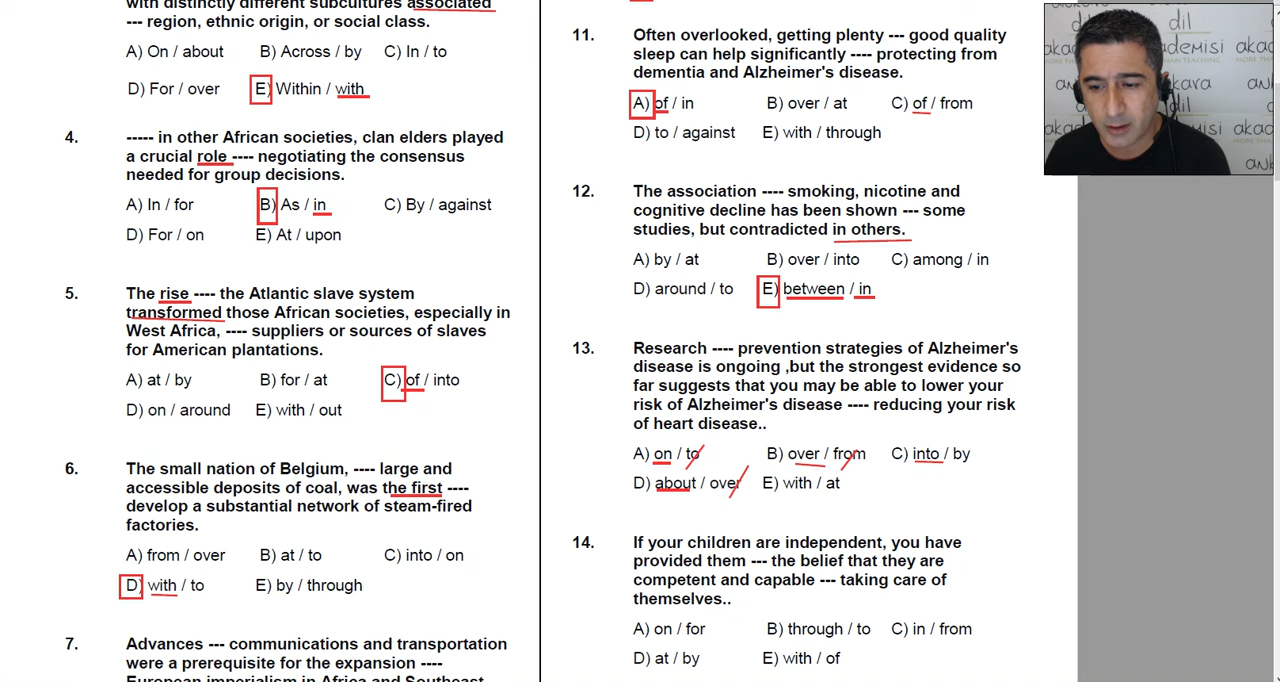 with distinctly different subcultures associated
--- region, ethnic origin, or social class.
A) On / about B) Across / by C) In / to
D) For / over E) Within / with
4. ----- in other African societies, clan elders played
a crucial role ---- negotiating the consensus
needed for group decisions.
A) In / for B) As / in C) By / against
D) For / on E) At / upon
5. The rise ---- the Atlantic slave system
transformed those African societies, especially in
West Africa, ---- suppliers or sources of slaves
for American plantations.
A) at / by B) for / at C) of / into
D) on / around E) with / out
6. The small nation of Belgium, ---- large and
accessible deposits of coal, was the first ----
develop a substantial network of steam-fired
factories.
A) from / over B) at / to C) into / on
D) with / to E) by / through
7. Advances --- communications and transportation
were a prerequisite for the expansion ----
European imperialism in Africa and Southeast
11. Often overlooked, getting plenty --- good quality
sleep can help significantly ---- protecting from
dementia and Alzheimer's disease.
A) of / in B) over / at C) of / from
D) to / against E) with / through
12. The association ---- smoking, nicotine and
cognitive decline has been shown --- some
studies, but contradicted in others.
A) by / at B) over / into C) among / in
D) around / to E) between / in
13. Research ---- prevention strategies of Alzheimer's
disease is ongoing ,but the strongest evidence so
far suggests that you may be able to lower your
risk of Alzheimer's disease ---- reducing your risk
of heart disease..
A) on / to B) over / from C) into / by
D) about / over E) with / at
14. If your children are independent, you have
provided them --- the belief that they are
competent and capable --- taking care of
themselves..
A) on / for B) through / to C) in / from
D) at / by E) with / of
dil